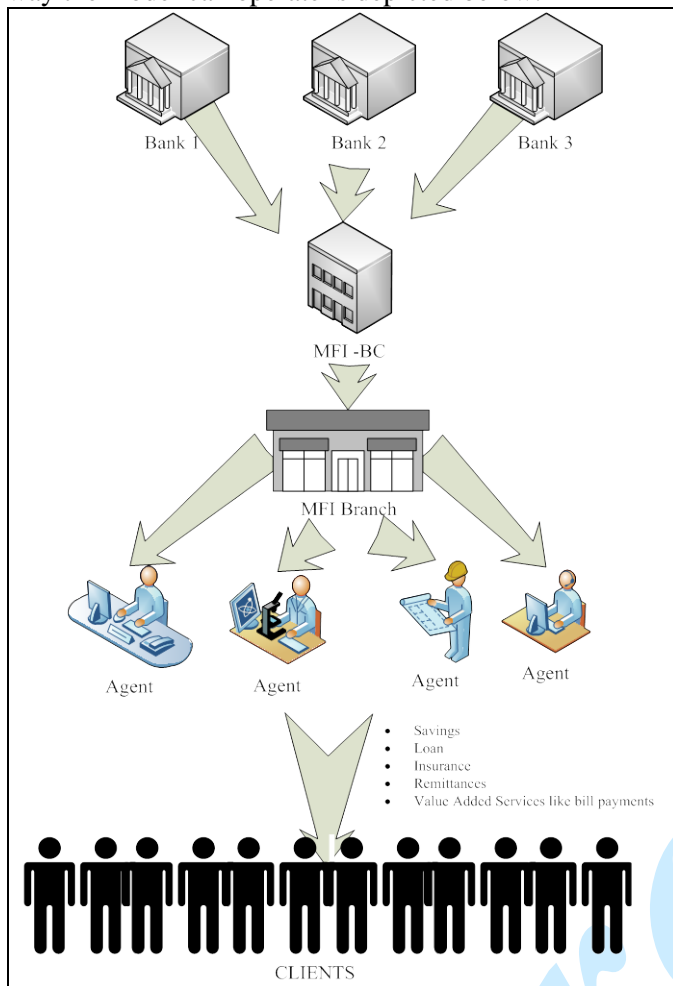 Bank 1
Bank 2
Bank 3
MFI -BC
MFI Branch
Agent
Agent
Agent
Agent
• Savings
• Loan
• Insurance
• Remittances
• Value Added Services like bill payments
CLIENTS